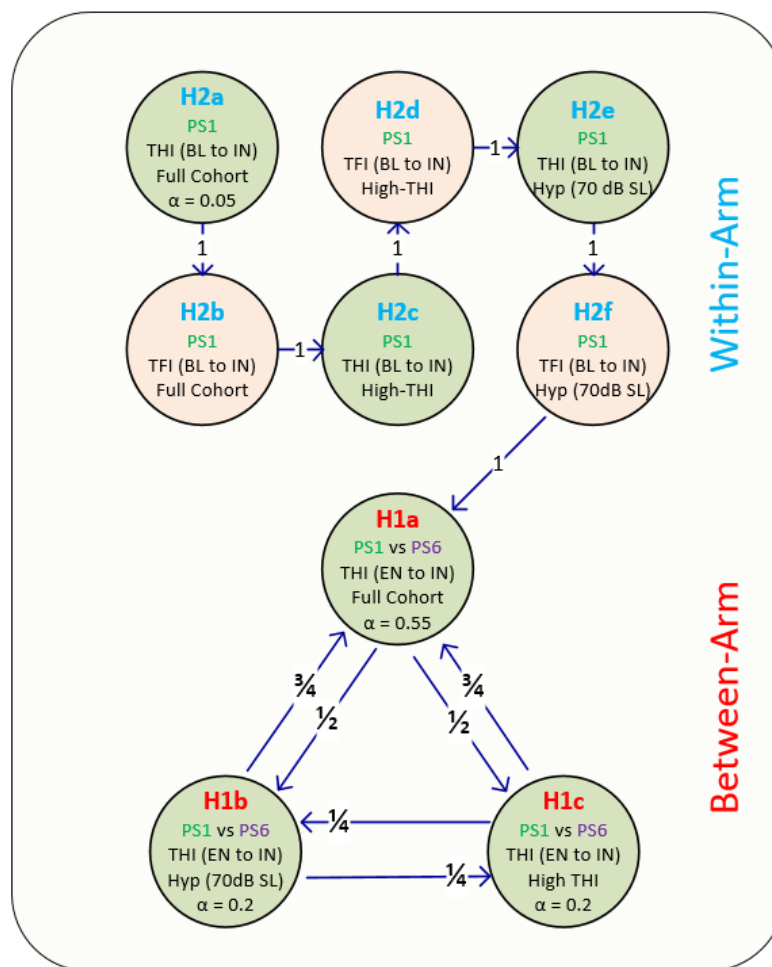 H2a
PS1
THI (BL to IN)
Full Cohort
α = 0.05
H2d
PS1
TFI (BL to IN)
High-THI
1
H2e
PS1
THI (BL to IN)
Hyp (70 dB SL)
1
1
1
H2b
PS1
TFI (BL to IN)
Full Cohort
1
H2c
PS1
THI (BL to IN)
High-THI
H2f
PS1
TFI (BL to IN)
Hyp (70dB SL)
Within-Arm
1
H1a
PS1 vs PS6
THI (EN to IN)
Full Cohort
α = 0.55
¾
½
½
¾
H1b
PS1 vs PS6
THI (EN to IN)
Hyp (70dB SL)
α = 0.2
¼
¼
H1c
PS1 vs PS6
THI (EN to IN)
High THI
α = 0.2
Between-Arm